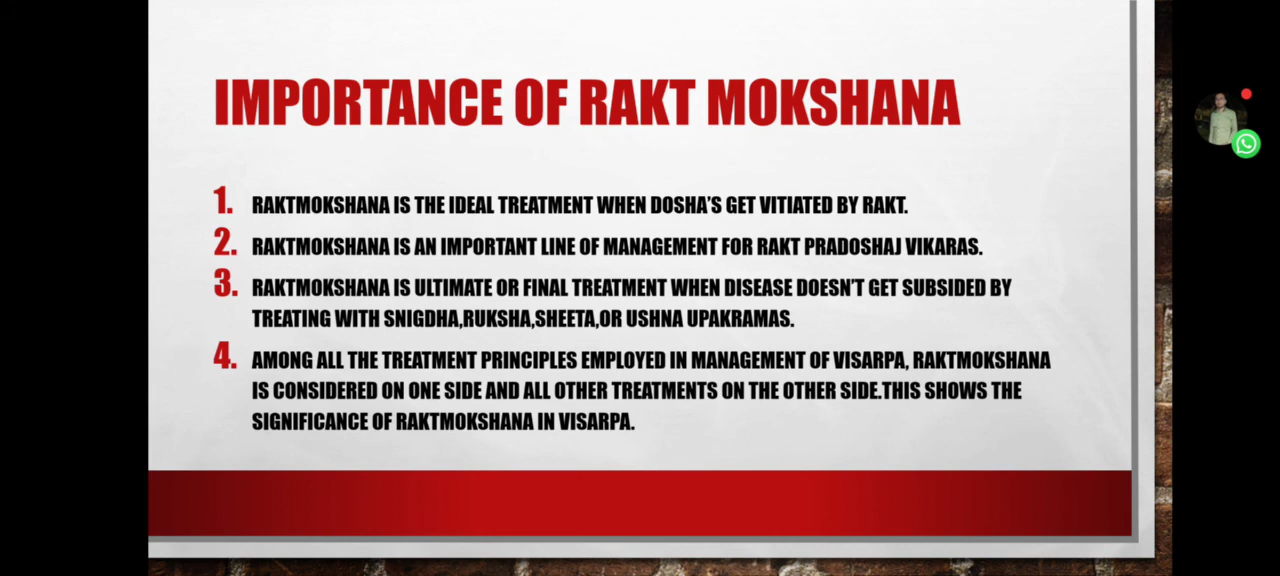 IMPORTANCE OF RAKT MOKSHANA
1. RAKTMOKSHANA IS THE IDEAL TREATMENT WHEN DOSHA'S GET VITIATED BY RAKT.
2. RAKTMOKSHANA IS AN IMPORTANT LINE OF MANAGEMENT FOR RAKT PRADOSHAJ VIKARAS.
3. RAKTMOKSHANA IS ULTIMATE OR FINAL TREATMENT WHEN DISEASE DOESN'T GET SUBSIDED BY
TREATING WITH SNIGDHA,RUKSHA,SHEETA,OR USHNA UPAKRAMAS.
4. AMONG ALL THE TREATMENT PRINCIPLES EMPLOYED IN MANAGEMENT OF VISARPA, RAKTMOKSHANA
IS CONSIDERED ON ONE SIDE AND ALL OTHER TREATMENTS ON THE OTHER SIDE.THIS SHOWS THE
SIGNIFICANCE OF RAKTMOKSHANA IN VISARPA.